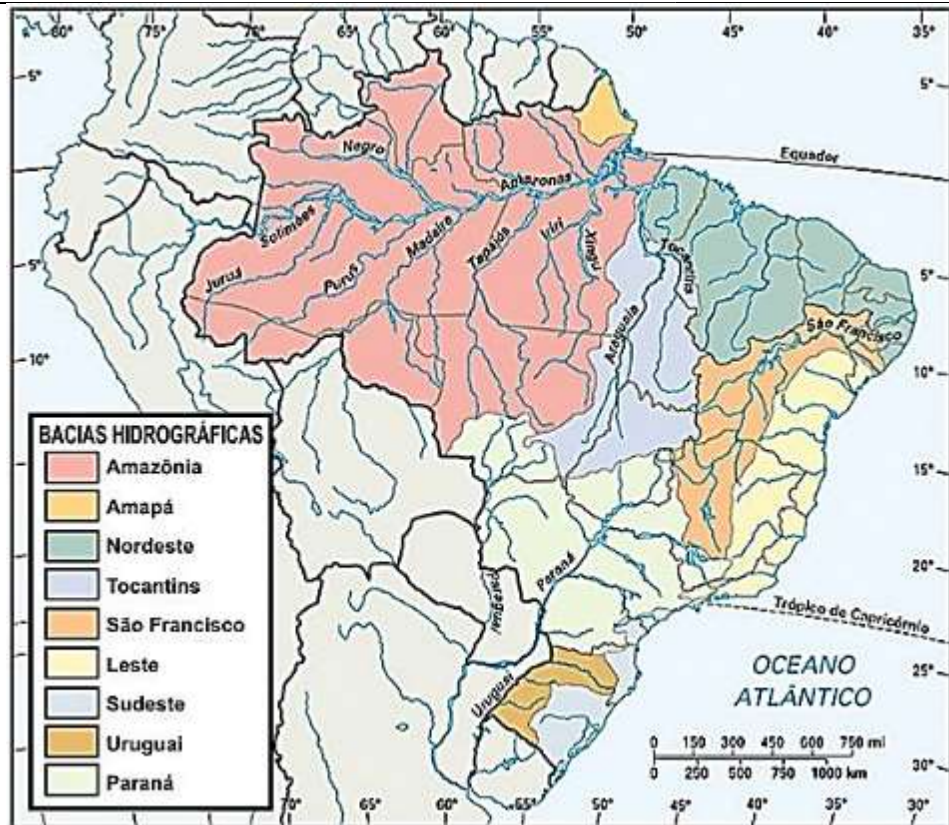 80° 75° 70° 65° 60° 55° 50° 45° 40° 35°
5° 5°
Negro
Amazonas
Equador
Solimões
Madeira
Tapajós
Iriri
Xingu
Tocantins
Juruá
Purus
5° 5°
Araguaia
São Francisco
10° 10°
BACIAS HIDROGRÁFICAS
Amazônia
Amapá
Nordeste
Tocantins
São Francisco
Leste
Sudeste
Uruguai
Paraná
15°
20°
Paraná
Paraguai
Trópico de Capricórnio
25°
Uruguai
OCEANO
ATLÂNTICO
0 150 300 450 600 750 mi
0 250 500 750 1000 km
30°
70° 65° 60° 55° 50° 45° 40° 35° 30°